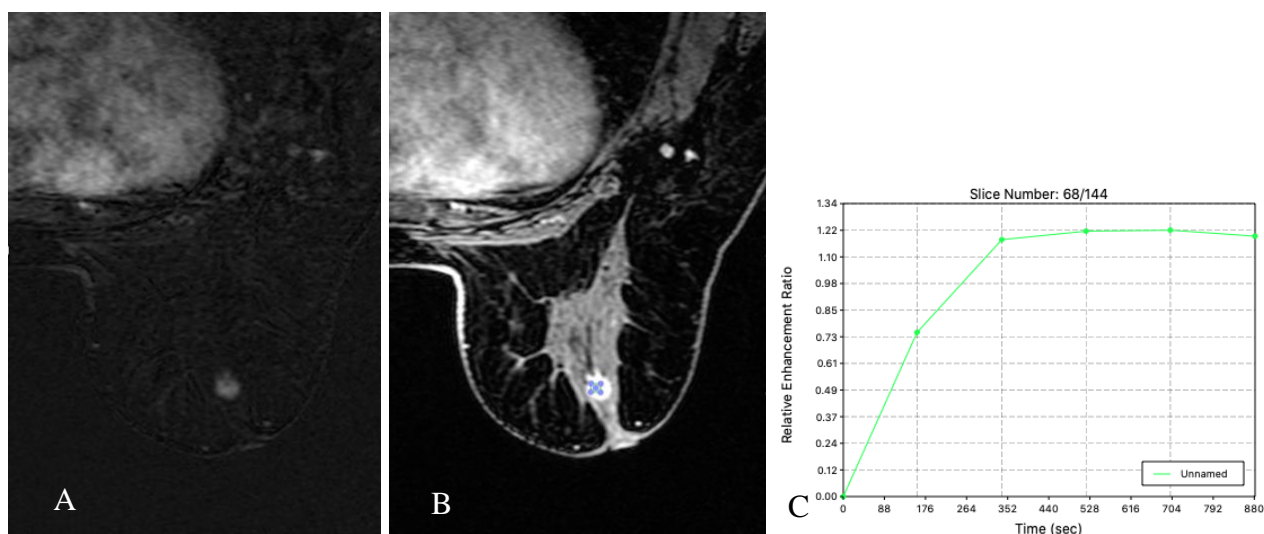 A
B
C
Slice Number: 68/144
Relative Enhancement Ratio
1.34
1.22
1.10
0.98
0.85
0.73
0.61
0.49
0.37
0.24
0.12
0.00
Unnamed
0 88 176 264 352 440 528 616 704 792 880
Time (sec)